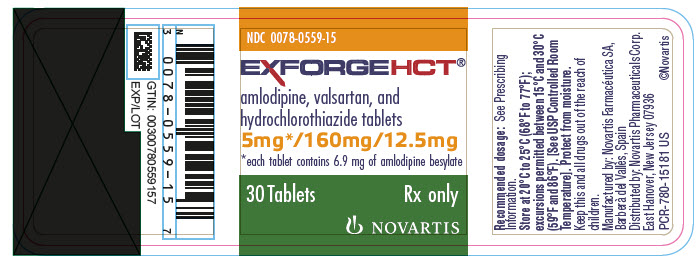 NDC 0078-0559-15
EXFORGE HCT®
amlodipine, valsartan, and
hydrochlorothiazide tablets
5mg*/160mg/12.5mg
*each tablet contains 6.9 mg of amlodipine besylate
30 Tablets Rx only
NOVARTIS
N
3 0078-0559-15 7
GTIN: 00300780559157
EXP/LOT
Recommended dosage: See Prescribing
Information.
Store at 20°C to 25°C (68°F to 77°F);
excursions permitted between 15°C and 30°C
(59°F and 86°F). (See USP Controlled Room
Temperature). Protect from moisture.
Keep this and all drugs out of the reach of
children.
Manufactured by: Novartis Farmacéutica SA,
Barberà del Vallès, Spain
Distributed by: Novartis Pharmaceuticals Corp.
East Hanover, New Jersey 07936
PCR-780-15181 US ©Novartis